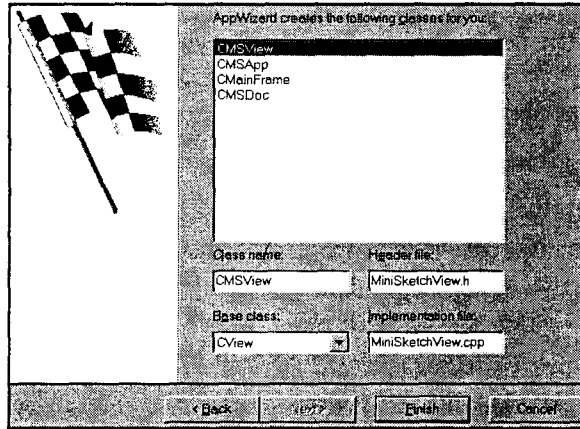 AppWizard creates the following classes for you:
CMSView
CMSApp
CMainFrame
CMSDoc
Class name:
Header file:
CMSView
MiniSketchView.h
Base class:
Implementation file:
CView
MiniSketchView.cpp
< Back
Next >
Finish
Cancel